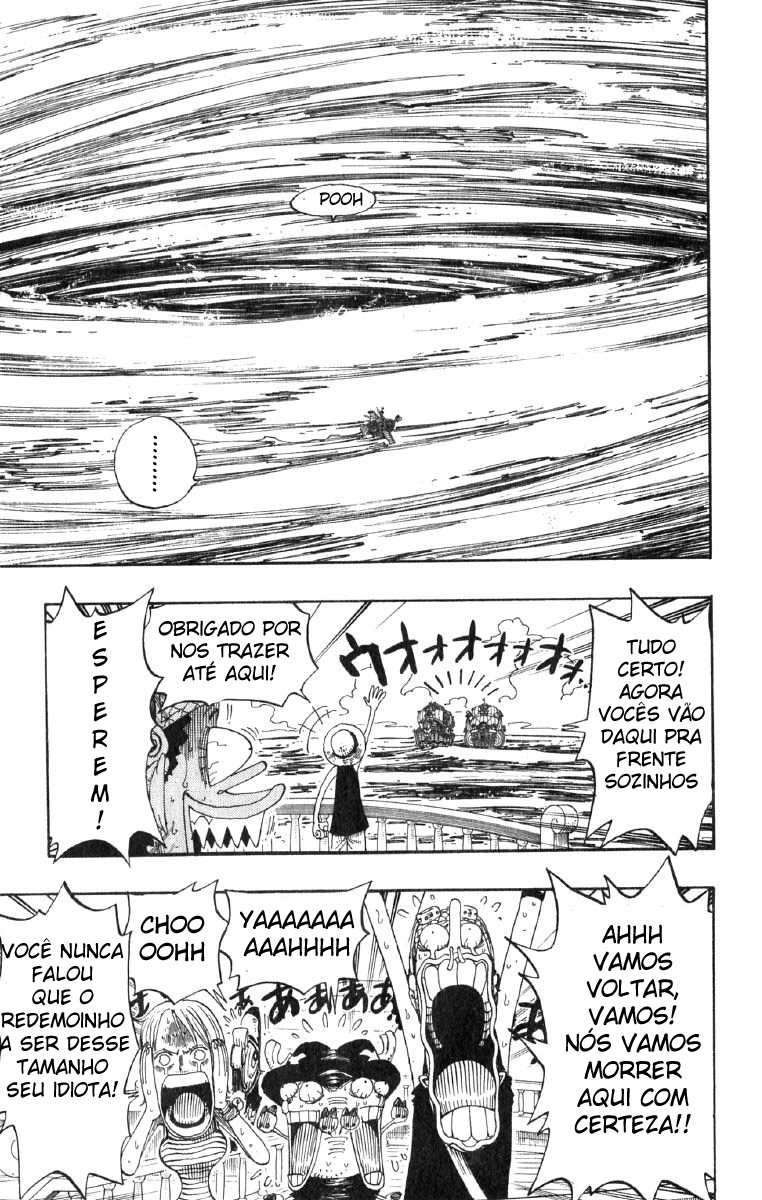 POOH
......
TUDO
CERTO!
AGORA
VOCÊS VÃO
DAQUI PRA
FRENTE
SOZINHOS
ウオオオオオオオ
OBRIGADO POR
NOS TRAZER
ATÉ AQUI!
E
S
P
E
R
E
M
!
AHHH
VAMOS
VOLTAR,
VAMOS!
NÓS VAMOS
MORRER
AQUI COM
CERTEZA!!
YAAAAAAA
AAAHHHH
CHOO
OOHH
VOCÊ NUNCA
FALOU
QUE O
REDEMOINHO
A SER DESSE
TAMANHO
SEU IDIOTA!